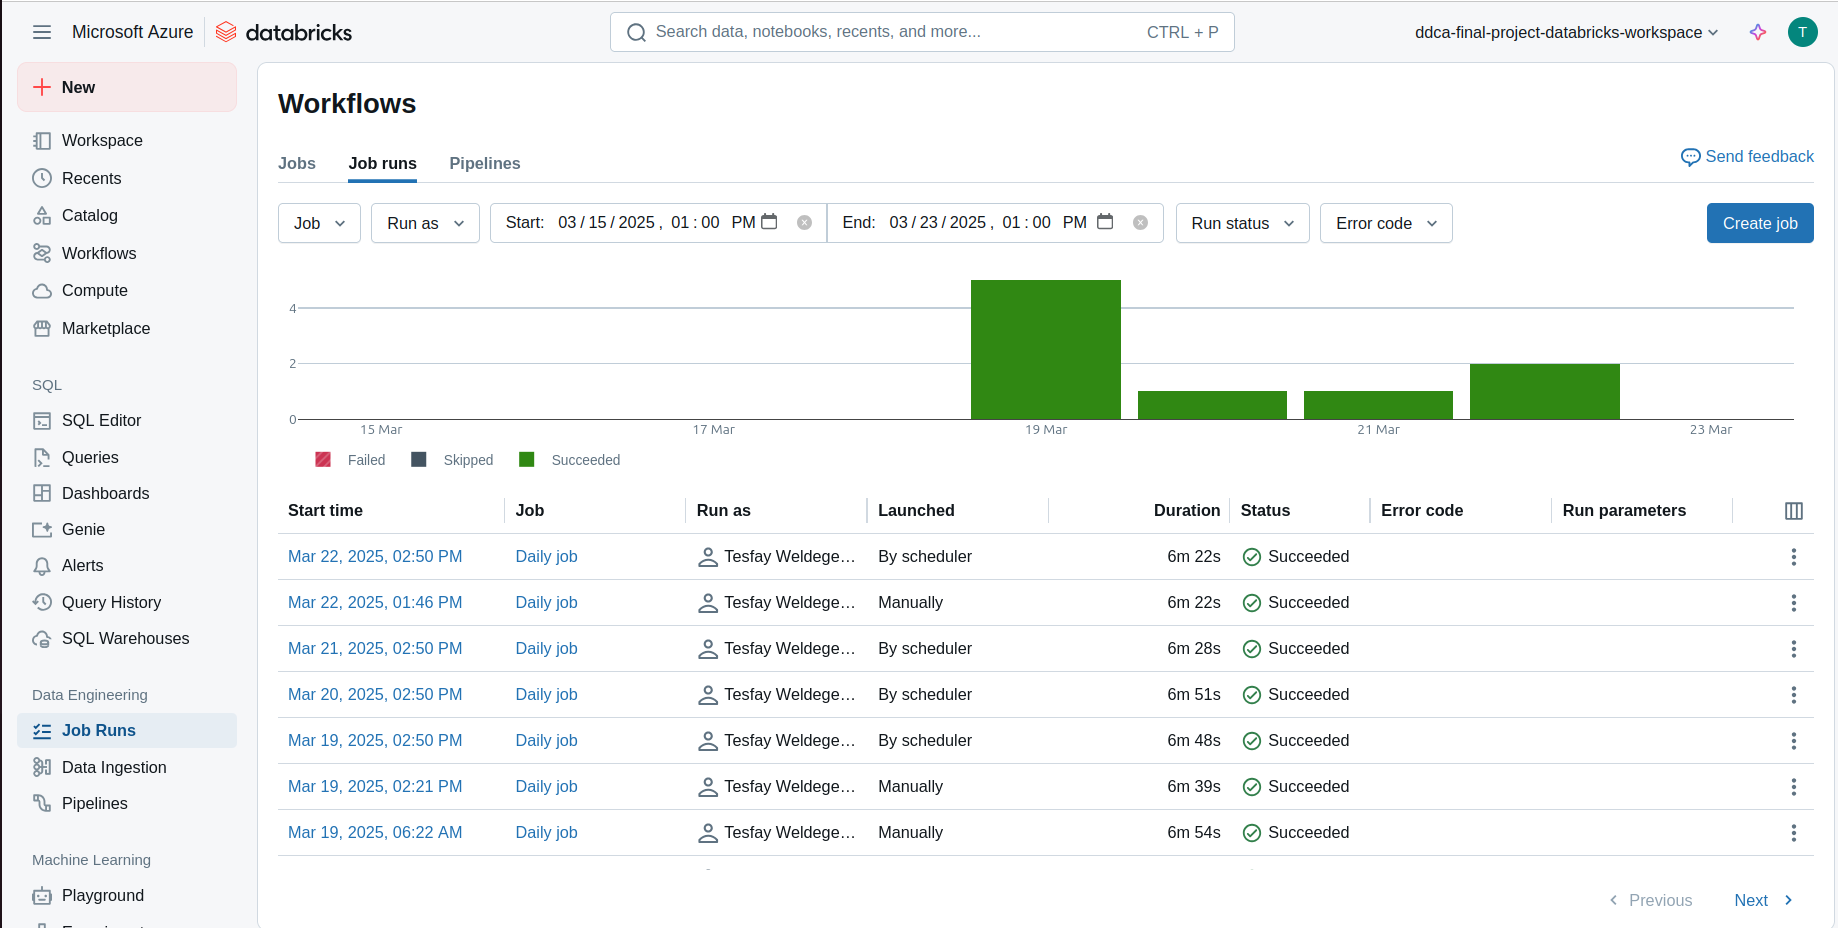 Microsoft Azure databricks
Search data, notebooks, recents, and more... CTRL + P
ddca-final-project-databricks-workspace T
New
Workspace
Recents
Catalog
Workflows
Compute
Marketplace
SQL
SQL Editor
Queries
Dashboards
Genie
Alerts
Query History
SQL Warehouses
Data Engineering
Job Runs
Data Ingestion
Pipelines
Machine Learning
Playground
Workflows
Jobs Job runs Pipelines
Send feedback
Job Run as Start: 03 / 15 / 2025 , 01 : 00 PM End: 03 / 23 / 2025 , 01 : 00 PM Run status Error code Create job
4
2
0
15 Mar 17 Mar 19 Mar 21 Mar 23 Mar
Failed Skipped Succeeded
Start time Job Run as Launched Duration Status Error code Run parameters
Mar 22, 2025, 02:50 PM Daily job Tesfay Weldege... By scheduler 6m 22s Succeeded
Mar 22, 2025, 01:46 PM Daily job Tesfay Weldege... Manually 6m 22s Succeeded
Mar 21, 2025, 02:50 PM Daily job Tesfay Weldege... By scheduler 6m 28s Succeeded
Mar 20, 2025, 02:50 PM Daily job Tesfay Weldege... By scheduler 6m 51s Succeeded
Mar 19, 2025, 02:50 PM Daily job Tesfay Weldege... By scheduler 6m 48s Succeeded
Mar 19, 2025, 02:21 PM Daily job Tesfay Weldege... Manually 6m 39s Succeeded
Mar 19, 2025, 06:22 AM Daily job Tesfay Weldege... Manually 6m 54s Succeeded
Previous Next